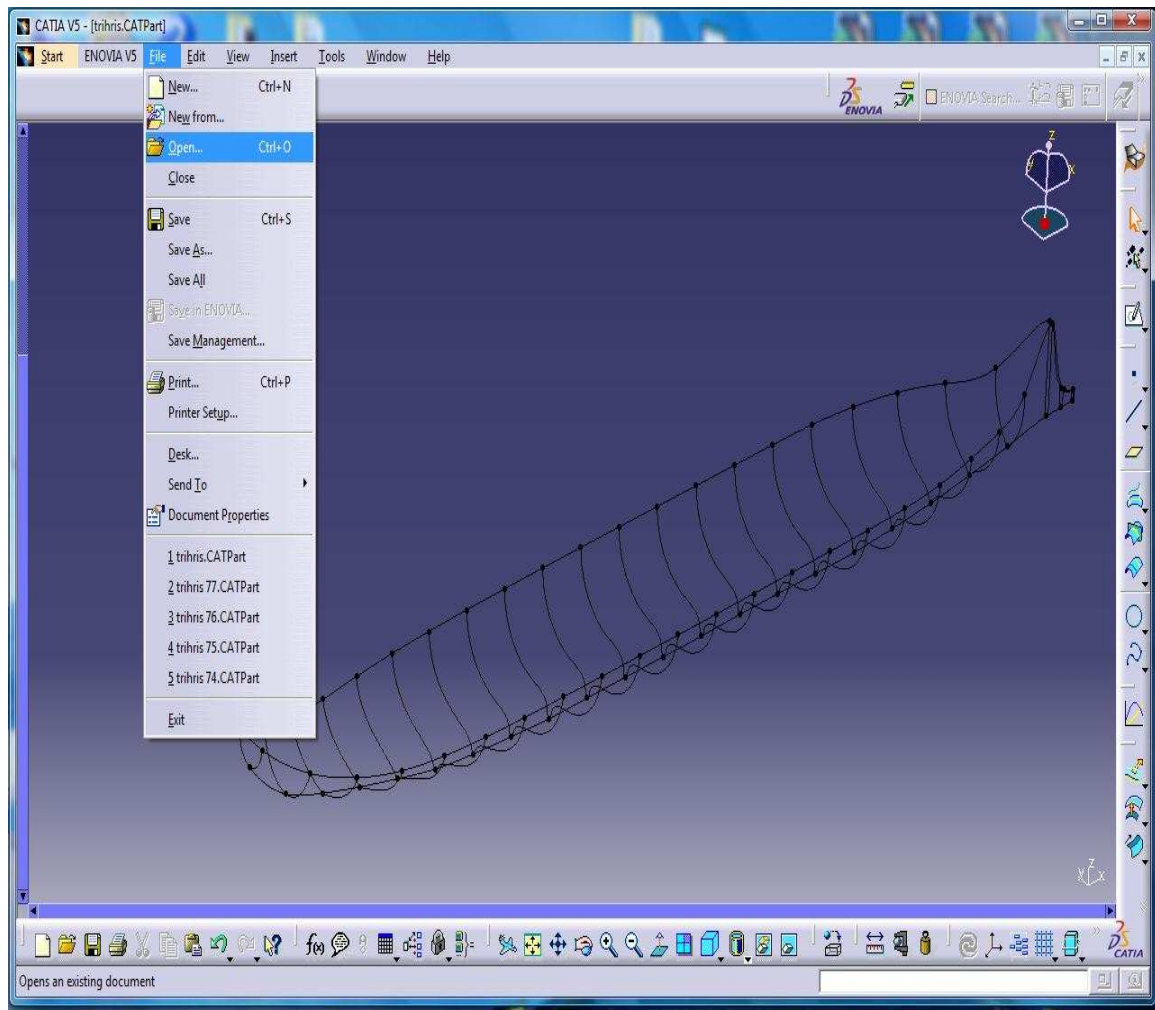 CATIA V5 - [trihris.CATPart]
Start ENOVIA V5 File Edit View Insert Tools Window Help
New... Ctrl+N
New from...
Open... Ctrl+O
Close
Save Ctrl+S
Save As...
Save All
Save in ENOVIA...
Save Management...
Print... Ctrl+P
Printer Setup...
Desk...
Send To
Document Properties
1 trihris.CATPart
2 trihris 77.CATPart
3 trihris 76.CATPart
4 trihris 75.CATPart
5 trihris 74.CATPart
Exit
ENOVIA
ENOVIA Search...
z
y x
z
y x
f(x)
CATIA
Opens an existing document